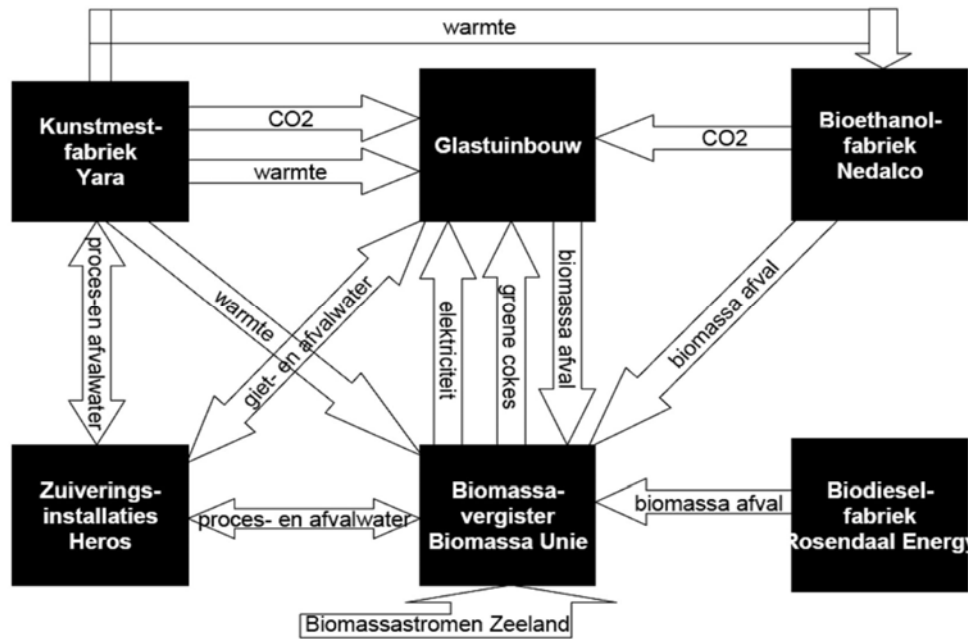 warmte
Kunstmest-
fabriek
Yara
CO2
warmte
Glastuinbouw
CO2
Bioethanol-
fabriek
Nedalco
proces-en afvalwater
warmte
giet- en afvalwater
elektriciteit
groene cokes
biomassa afval
biomassa afval
Zuiverings-
installaties
Heros
proces- en afvalwater
Biomassa-
vergister
Biomassa Unie
biomassa afval
Biodiesel-
fabriek
Rosendaal Energy
Biomassastromen Zeeland